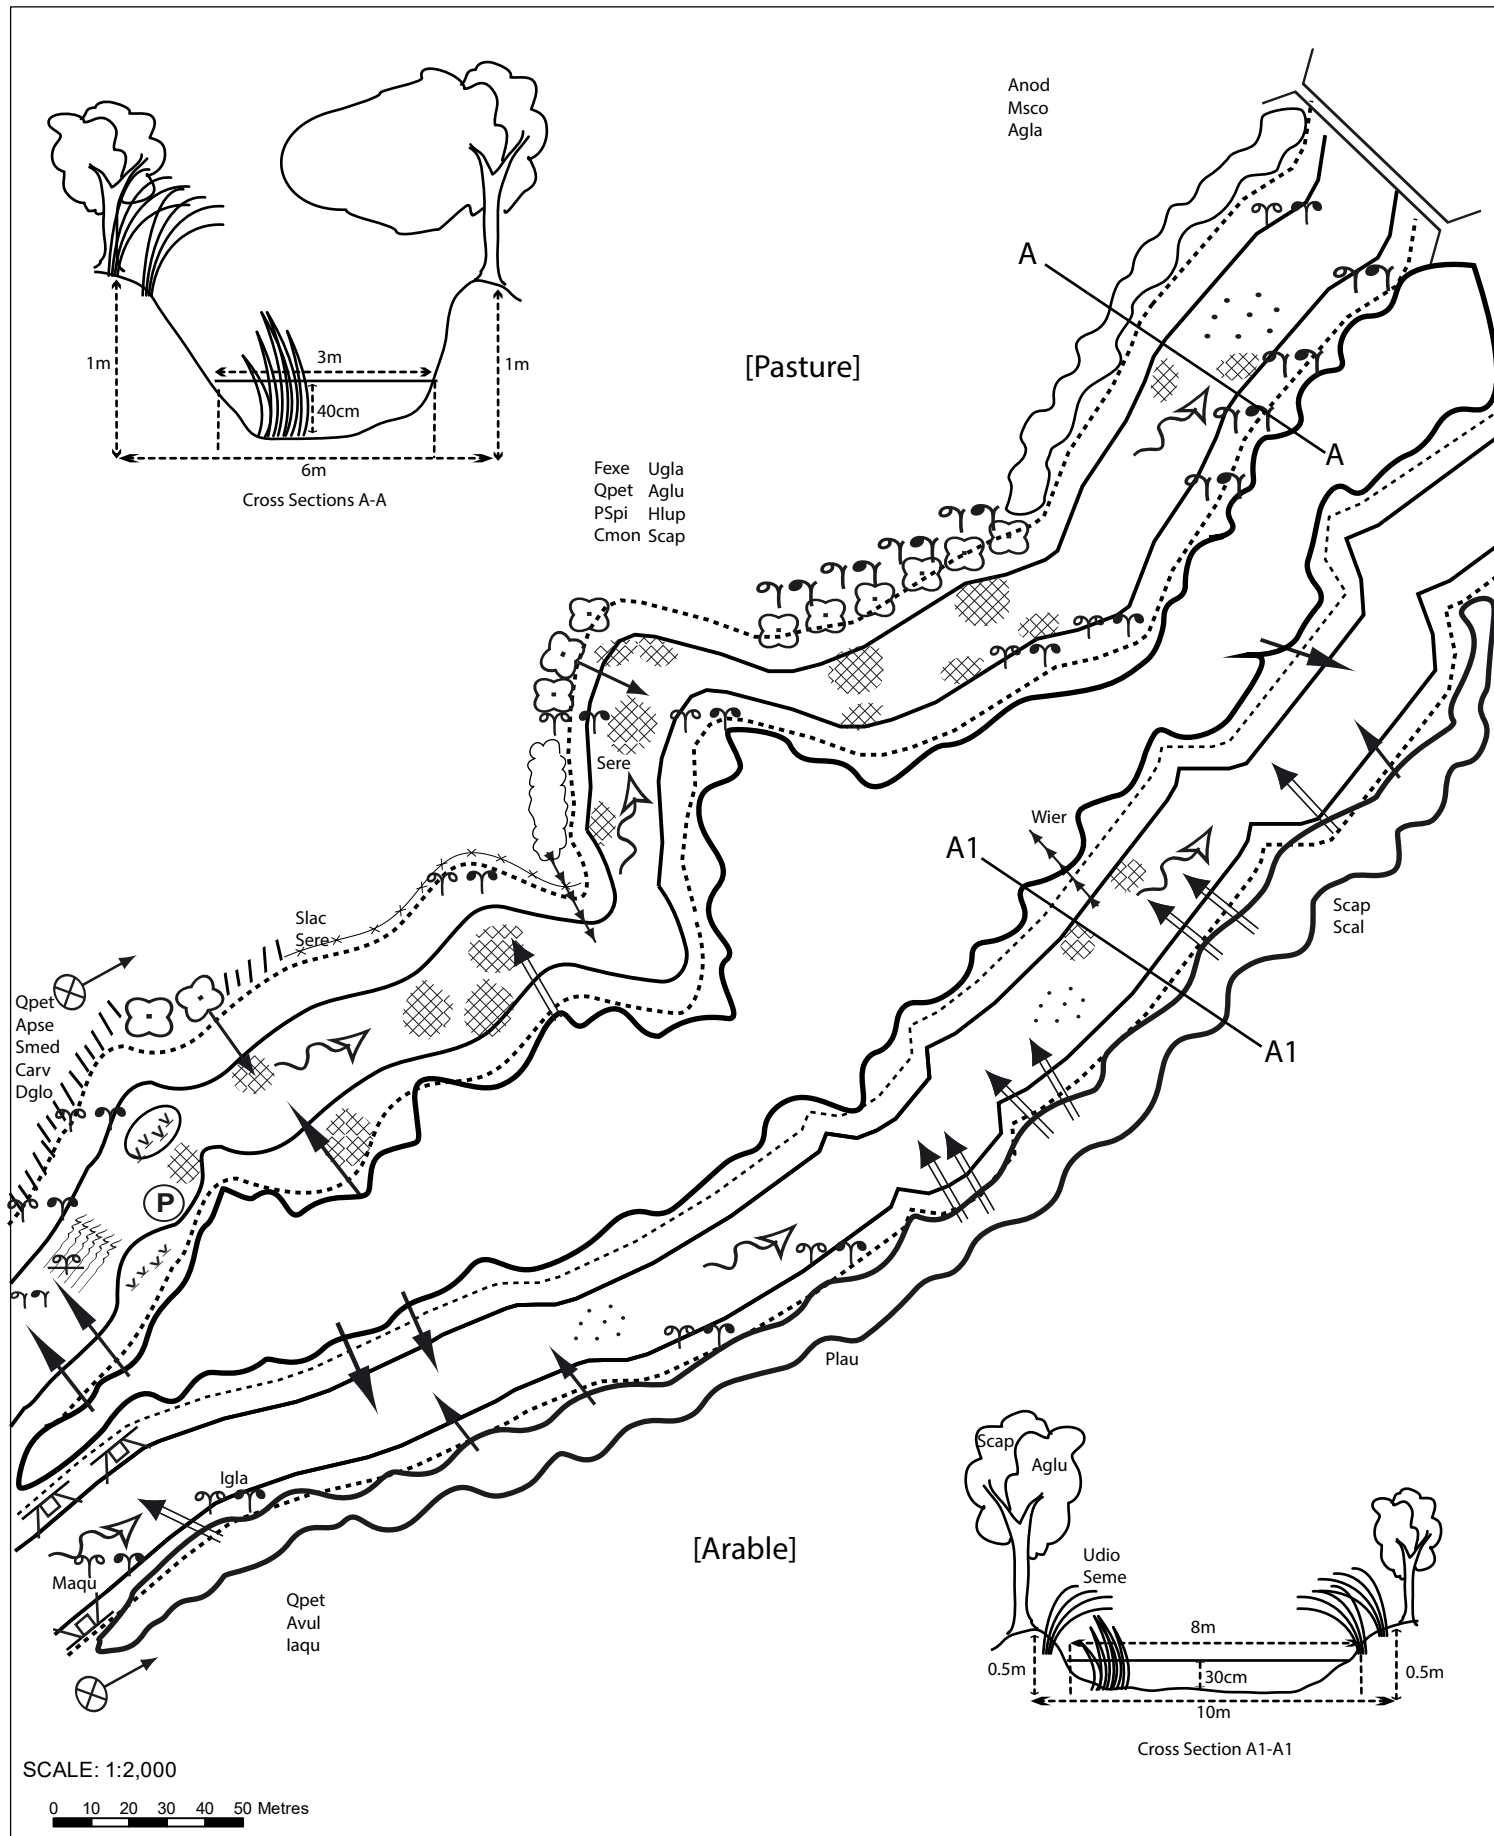 Anod
Msco
Agla
A
[Pasture]
1m
3m
40cm
1m
6m
Cross Sections A-A
A
Fexe Ugla
Qpet Aglu
PSpi Hlup
Cmon Scap
Sere
Wier
A1
Scap
Scal
Slac
Sere
Qpet
Apse
Smed
Carv
Dglo
A1
P
Plau
Igla
[Arable]
Maqu
Qpet
Avul
Iaqu
Scap
Aglu
Udio
Seme
8m
0.5m
30cm
0.5m
10m
Cross Section A1-A1
SCALE: 1:2,000
0 10 20 30 40 50 Metres